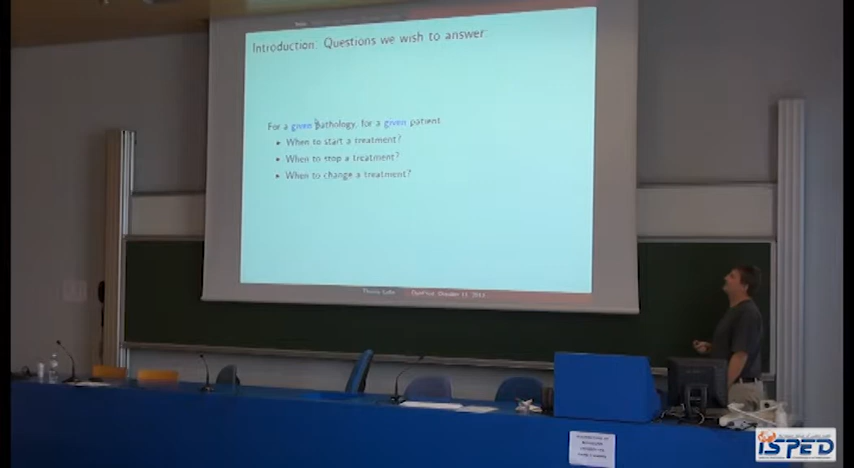 Introduction. Questions we wish to answer
For a given pathology, for a given patient
When to start a treatment?
When to stop a treatment?
When to change a treatment?
ISPED